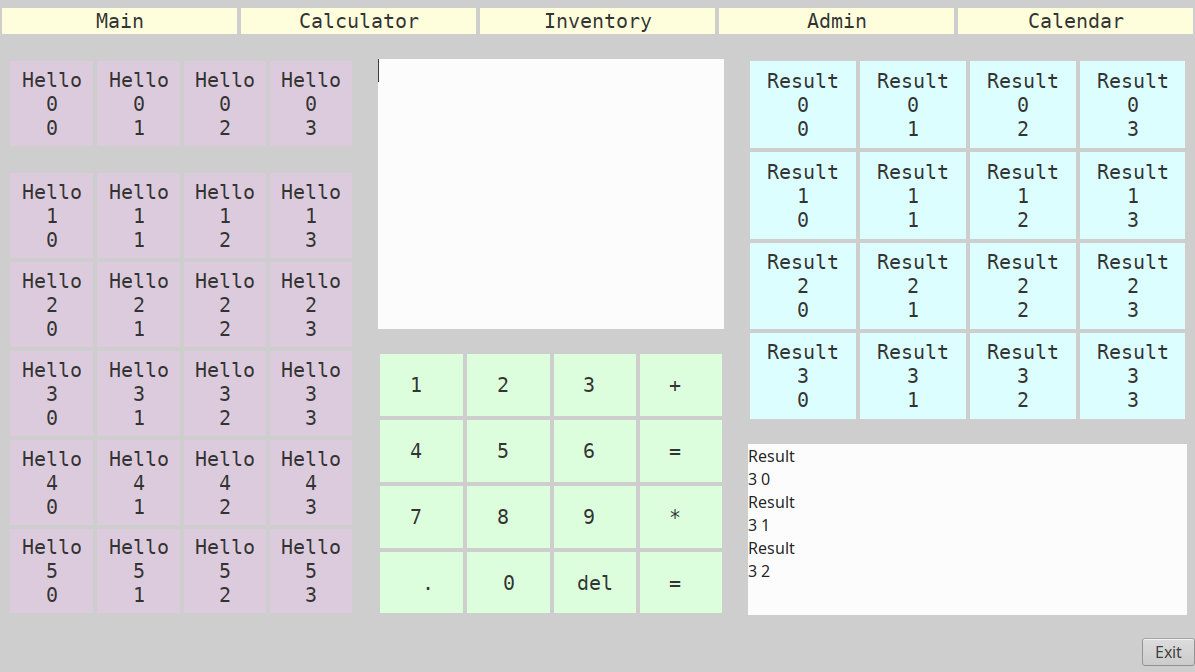 Main Calculator Inventory Admin Calendar
Hello Hello Hello Hello
0 0 0 0
0 1 2 3
Hello Hello Hello Hello
1 1 1 1
0 1 2 3
Hello Hello Hello Hello
2 2 2 2
0 1 2 3
Hello Hello Hello Hello
3 3 3 3
0 1 2 3
Hello Hello Hello Hello
4 4 4 4
0 1 2 3
Hello Hello Hello Hello
5 5 5 5
0 1 2 3
1 2 3 +
4 5 6 =
7 8 9 *
. 0 del =
Result Result Result Result
0 0 0 0
0 1 2 3
Result Result Result Result
1 1 1 1
0 1 2 3
Result Result Result Result
2 2 2 2
0 1 2 3
Result Result Result Result
3 3 3 3
0 1 2 3
Result
3 0
Result
3 1
Result
3 2
Exit